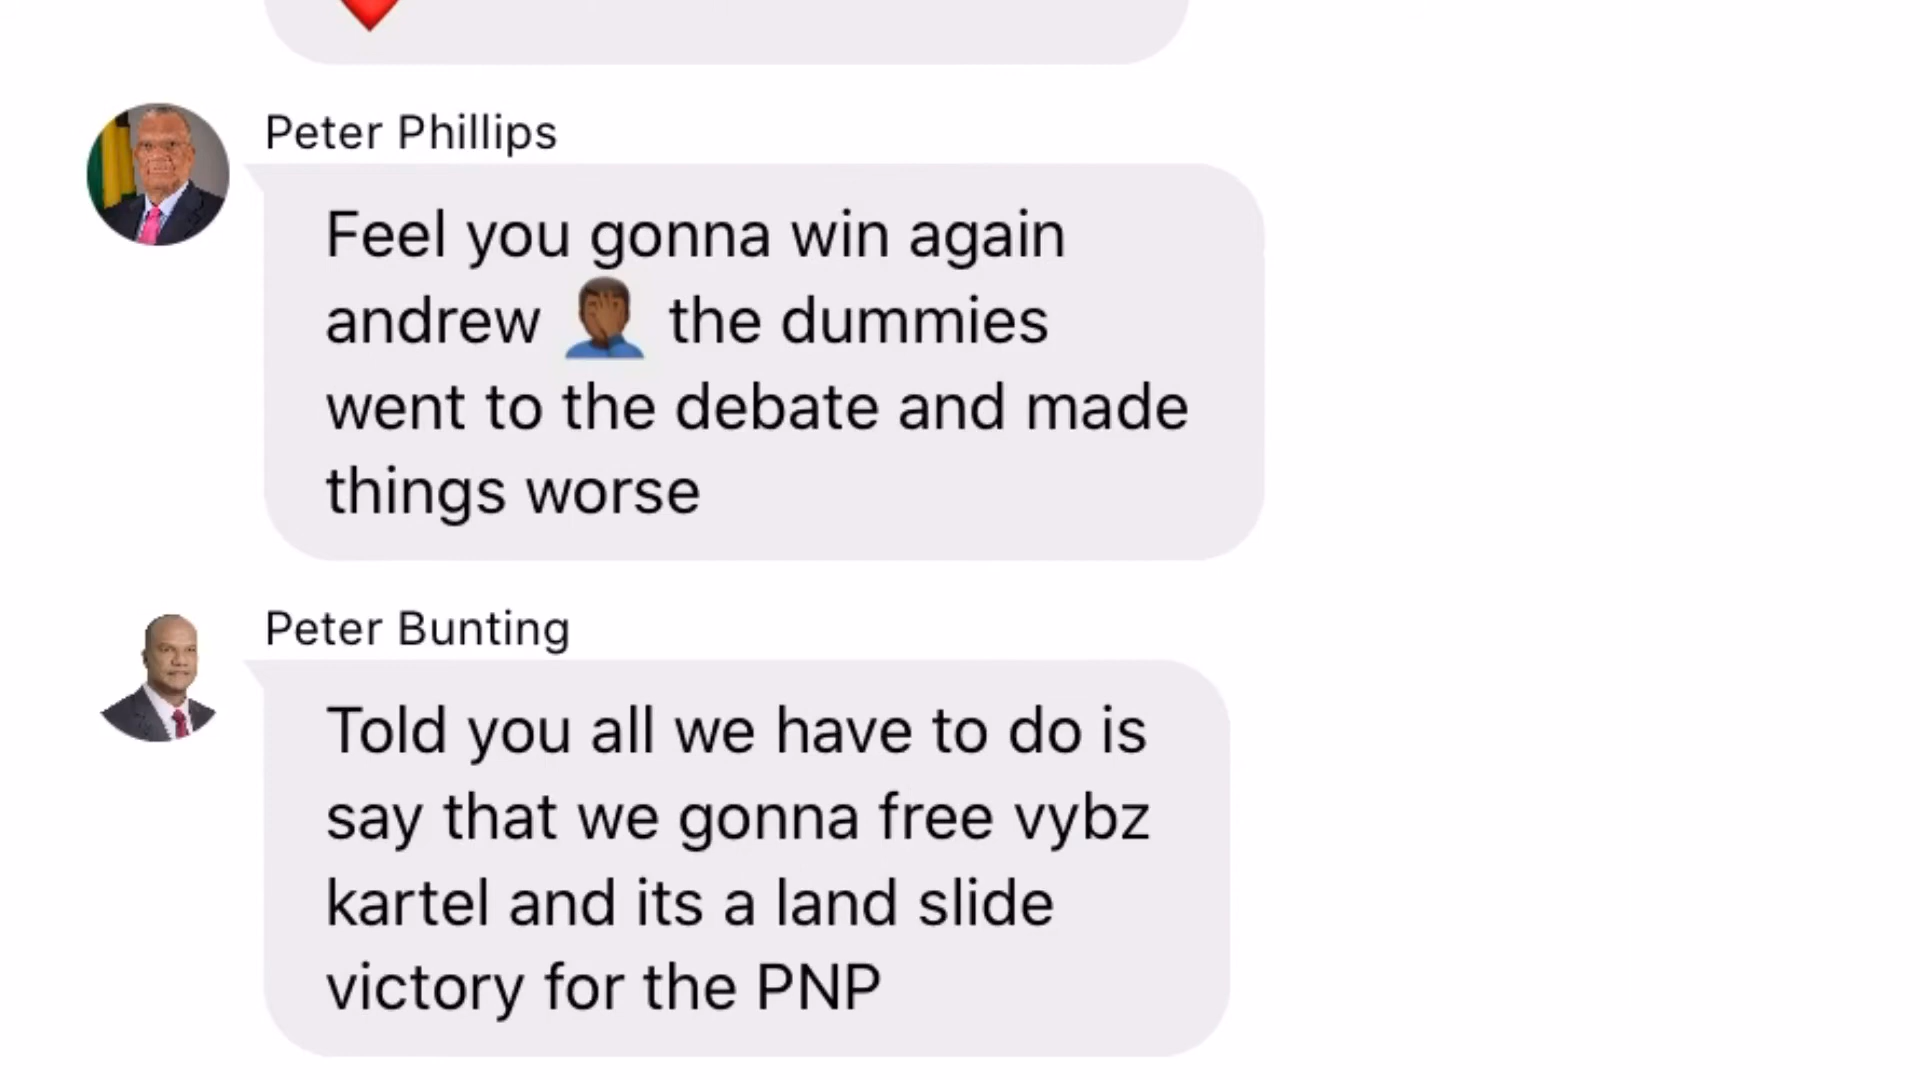 Peter Phillips
Feel you gonna win again
andrew 🤦🏾‍♂️ the dummies
went to the debate and made
things worse
Peter Bunting
Told you all we have to do is
say that we gonna free vybz
kartel and its a land slide
victory for the PNP